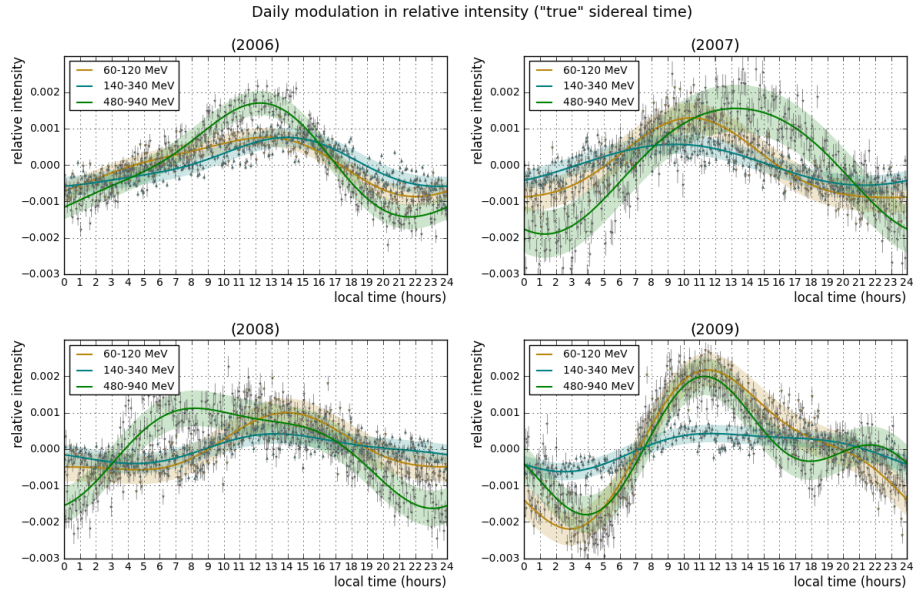 Daily modulation in relative intensity ("true" sidereal time)
(2006)
relative intensity
60-120 MeV
140-340 MeV
480-940 MeV
0.002
0.001
0.000
−0.001
−0.002
−0.003
0 1 2 3 4 5 6 7 8 9 10 11 12 13 14 15 16 17 18 19 20 21 22 23 24
local time (hours)
(2007)
relative intensity
60-120 MeV
140-340 MeV
480-940 MeV
0.002
0.001
0.000
−0.001
−0.002
−0.003
0 1 2 3 4 5 6 7 8 9 10 11 12 13 14 15 16 17 18 19 20 21 22 23 24
local time (hours)
(2008)
relative intensity
60-120 MeV
140-340 MeV
480-940 MeV
0.002
0.001
0.000
−0.001
−0.002
−0.003
0 1 2 3 4 5 6 7 8 9 10 11 12 13 14 15 16 17 18 19 20 21 22 23 24
local time (hours)
(2009)
relative intensity
60-120 MeV
140-340 MeV
480-940 MeV
0.002
0.001
0.000
−0.001
−0.002
−0.003
0 1 2 3 4 5 6 7 8 9 10 11 12 13 14 15 16 17 18 19 20 21 22 23 24
local time (hours)